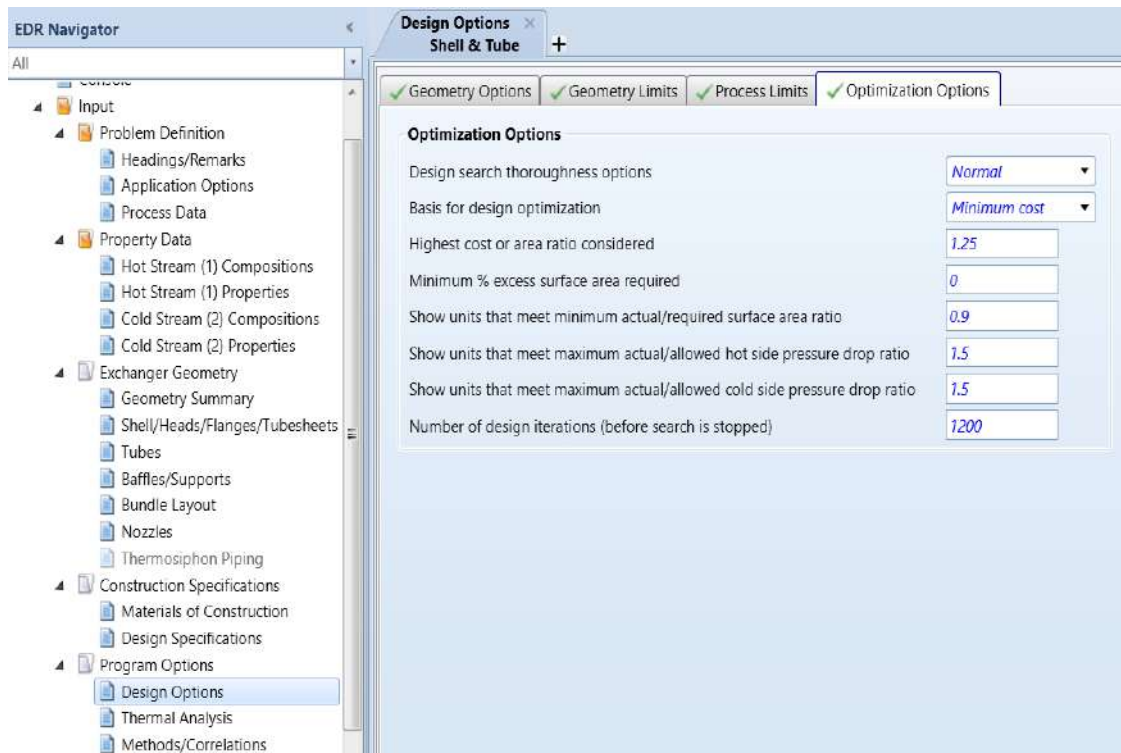 EDR Navigator
All
Console
Input
Problem Definition
Headings/Remarks
Application Options
Process Data
Property Data
Hot Stream (1) Compositions
Hot Stream (1) Properties
Cold Stream (2) Compositions
Cold Stream (2) Properties
Exchanger Geometry
Geometry Summary
Shell/Heads/Flanges/Tubesheets
Tubes
Baffles/Supports
Bundle Layout
Nozzles
Thermosiphon Piping
Construction Specifications
Materials of Construction
Design Specifications
Program Options
Design Options
Thermal Analysis
Methods/Correlations
Design Options
Shell & Tube
Geometry Options Geometry Limits Process Limits Optimization Options
Optimization Options
Design search thoroughness options Normal
Basis for design optimization Minimum cost
Highest cost or area ratio considered 1.25
Minimum % excess surface area required 0
Show units that meet minimum actual/required surface area ratio 0.9
Show units that meet maximum actual/allowed hot side pressure drop ratio 1.5
Show units that meet maximum actual/allowed cold side pressure drop ratio 1.5
Number of design iterations (before search is stopped) 1200